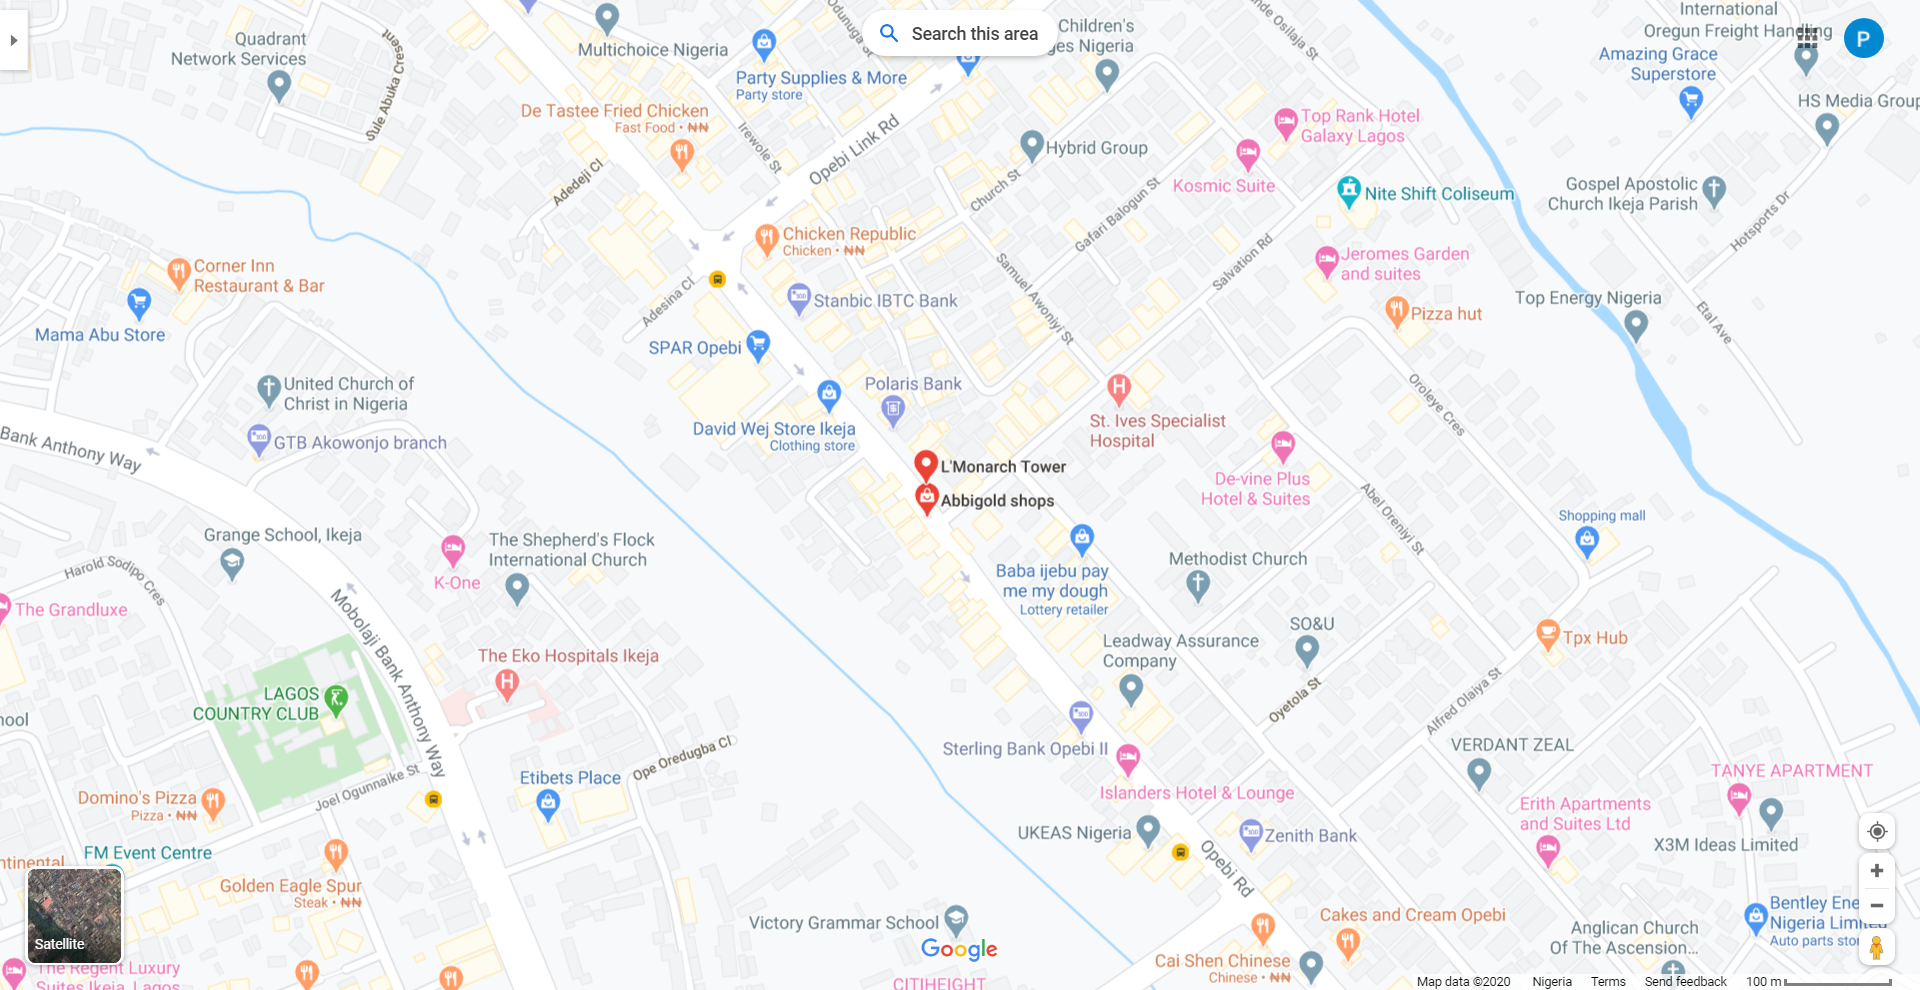 Quadrant
Network Services
Sule Abuka Cresent
Multichoice Nigeria
Party Supplies & More
Party store
Odunuga St
Search this area
Children's
ges Nigeria
nde Osilaja St
International
Oregun Freight Handling
Amazing Grace
Superstore
P
HS Media Group
De Tastee Fried Chicken
Fast Food • ₦₦
Irewole St
Opebi Link Rd
Adedeji Cl
Church St
Hybrid Group
Top Rank Hotel
Galaxy Lagos
Kosmic Suite
Gafari Balogun St
Nite Shift Coliseum
Gospel Apostolic
Church Ikeja Parish
Hotsports Dr
Chicken Republic
Chicken • ₦₦
Salvation Rd
Jeromes Garden
and suites
Corner Inn
Restaurant & Bar
Mama Abu Store
Adesina Cl
Stanbic IBTC Bank
Samuel Awoniyi St
Pizza hut
Top Energy Nigeria
Etal Ave
SPAR Opebi
Polaris Bank
United Church of
Christ in Nigeria
Oroleye Cres
St. Ives Specialist
Hospital
David Wej Store Ikeja
Clothing store
GTB Akowonjo branch
Bank Anthony Way
L'Monarch Tower
Abbigold shops
De-vine Plus
Hotel & Suites
Abel Oreniyi St
Shopping mall
Grange School, Ikeja
The Shepherd's Flock
International Church
K-One
Harold Sodipo Cres
The Grandluxe
Baba ijebu pay
me my dough
Lottery retailer
Methodist Church
SO&U
Tpx Hub
Mobolaji Bank Anthony Way
The Eko Hospitals Ikeja
Leadway Assurance
Company
LAGOS
COUNTRY CLUB
hool
Oyetola St
Alfred Olaiya St
Sterling Bank Opebi II
VERDANT ZEAL
Ope Oredugba Cl
Joel Ogunnaike St
Etibets Place
Islanders Hotel & Lounge
TANYE APARTMENT
Domino's Pizza
Pizza • ₦₦
Erith Apartments
and Suites Ltd
UKEAS Nigeria
Zenith Bank
X3M Ideas Limited
FM Event Centre
ntinental
Opebi Rd
Golden Eagle Spur
Steak • ₦₦
Satellite
Victory Grammar School
Cakes and Cream Opebi
Bentley Ene
Nigeria Limited
Auto parts stor
Anglican Church
Of The Ascension...
Google
Cai Shen Chinese
Chinese • ₦₦
The Regent Luxury
Suites Ikeja, Lagos
CITIHEIGHT
Map data ©2020 Nigeria Terms Send feedback 100 m